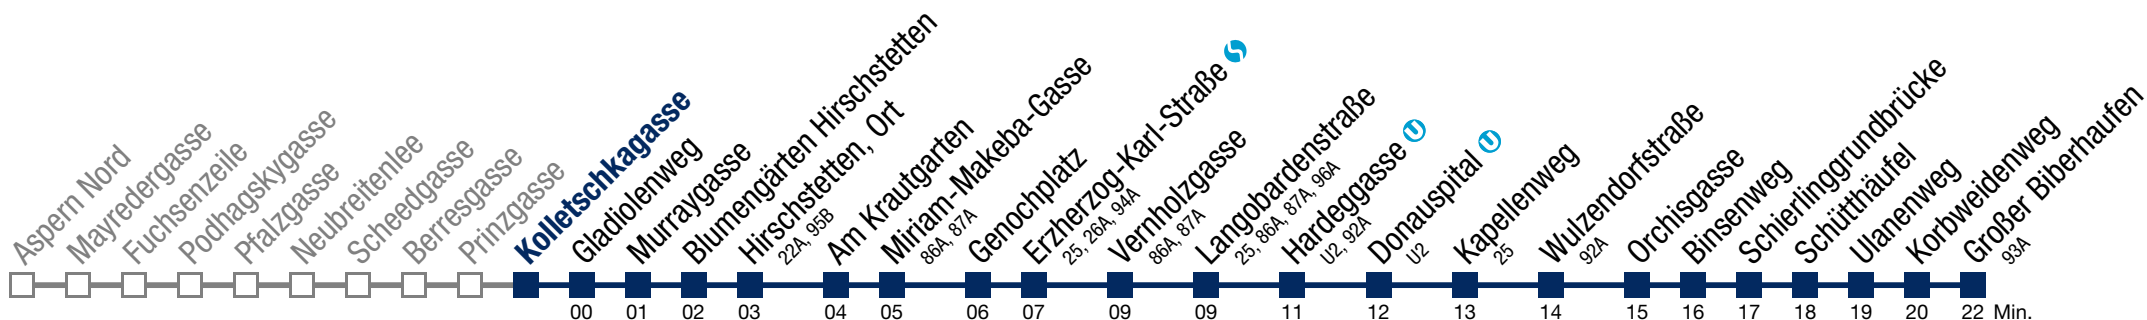 Aspern Nord
Mayredergasse
Fuchsenzeile
Podhagskygasse
Pfalzgasse
Neubreitenlee
Scheedgasse
Berresgasse
Prinzgasse
Kolletschkagasse
Gladiolenweg
Murraygasse
Blumengärten Hirschstetten
Hirschstetten, Ort
22A, 95B
Am Krautgarten
Miriam-Makeba-Gasse
86A, 87A
Genochplatz
Erzherzog-Karl-Straße S
25, 26A, 94A
Vernholzgasse
86A, 87A
Langobardenstraße
25, 86A, 87A, 96A
Hardeggasse U
U2, 92A
Donauspital U
U2
Kapellenweg
25
Wulzendorfstraße
92A
Orchisgasse
Binsenweg
Schierlinggrundbrücke
Schütthäufel
Ulanenweg
Korbweidenweg
Großer Biberhaufen
93A
00 01 02 03 04 05 06 07 09 09 11 12 13 14 15 16 17 18 19 20 22 Min.